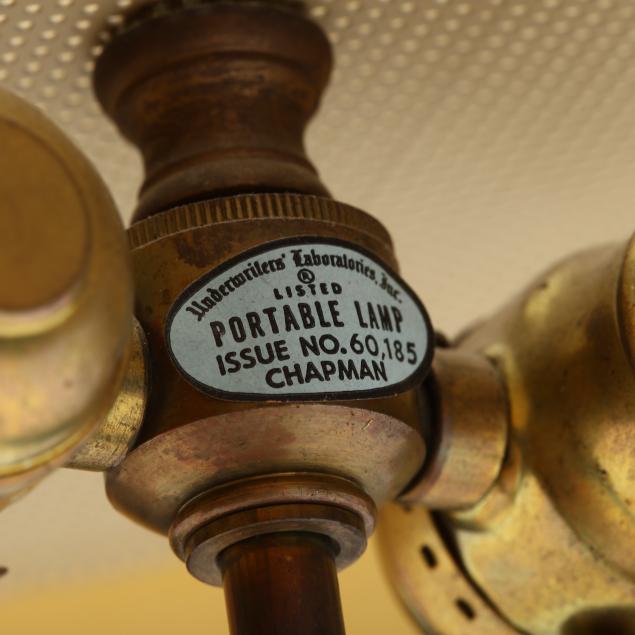 Underwriters' Laboratories, Inc.
®
LISTED
PORTABLE LAMP
ISSUE NO. 60,185
CHAPMAN